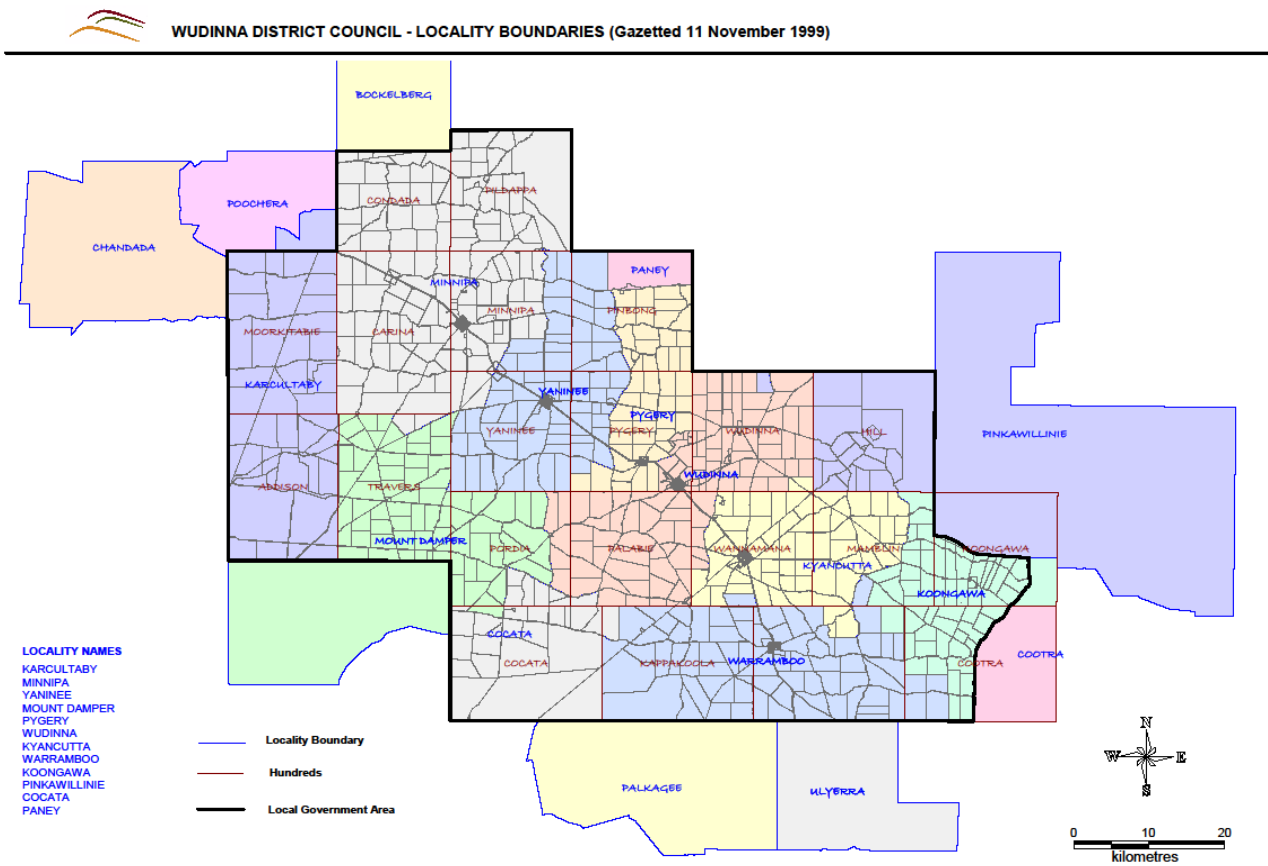 WUDINNA DISTRICT COUNCIL - LOCALITY BOUNDARIES (Gazetted 11 November 1999)
BOCKELBERG
PILDAPPA
CONDADA
POOCHERA
CHANDADA
PANEY
MINNIPA
MINNIPA
PINBONG
MOORKITABIE
CARINA
KARCULTABY
YANINEE
PYGERY
YANINEE
PYGERY
WUDINNA
HILL
PINKAWILLINIE
WUDINNA
ADDISON
TRAVERS
MOUNT DAMPER
PORDIA
PALABIE
WANNAMANA
MAMBLIN
KOONGAWA
KYANCUTTA
KOONGAWA
COCATA
COCATA
KAPPAKOOLA
WARRAMBOO
COOTRA
COOTRA
LOCALITY NAMES
KARCULTABY
MINNIPA
YANINEE
MOUNT DAMPER
PYGERY
WUDINNA
KYANCUTTA
WARRAMBOO
KOONGAWA
PINKAWILLINIE
COCATA
PANEY
Locality Boundary
Hundreds
Local Government Area
PALKAGEE
ULYERRA
N
W E
S
0 10 20
kilometres